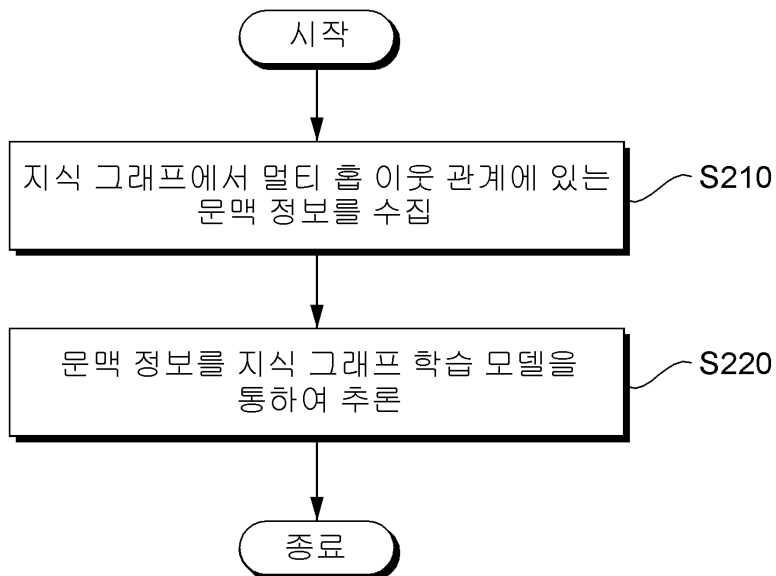 시작
지식 그래프에서 멀티 홉 이웃 관계에 있는
문맥 정보를 수집
S210
문맥 정보를 지식 그래프 학습 모델을
통하여 추론
S220
종료